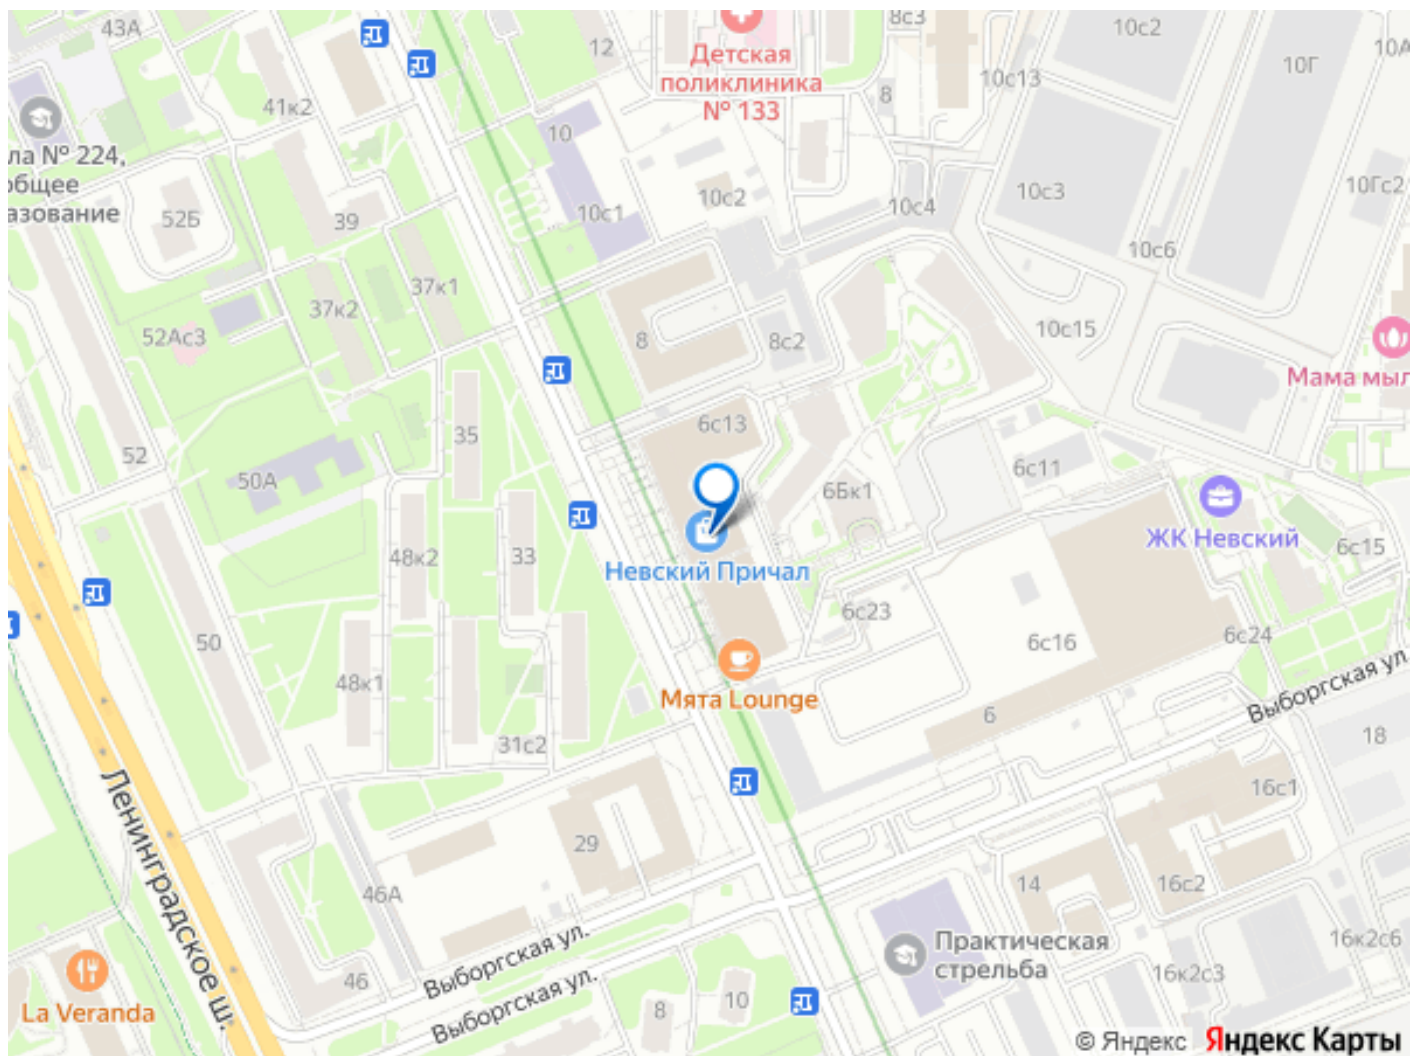 43А
12
8с3
10с2
10А
Детская
поликлиника
№ 133
10Г
10с13
8
41к2
10
ла № 224,
общее
азование
52Б
39
10с1
10с2
10с4
10с3
10Гс2
10с6
37к1
37к2
52Ас3
8
8с2
10с15
Мама мыл
6с13
35
52
50А
6с11
6Бк1
ЖК Невский
6с15
48к2
33
Невский Причал
6с23
50
6с16
6с24
48к1
Мята Lounge
Выборгская ул.
6
31с2
18
16с1
Ленинградское ш.
29
46А
14
16с2
Выборгская ул.
Практическая
стрельба
16к2с6
16к2с3
46
La Veranda
Выборгская ул.
8
10
© Яндекс Яндекс Карты